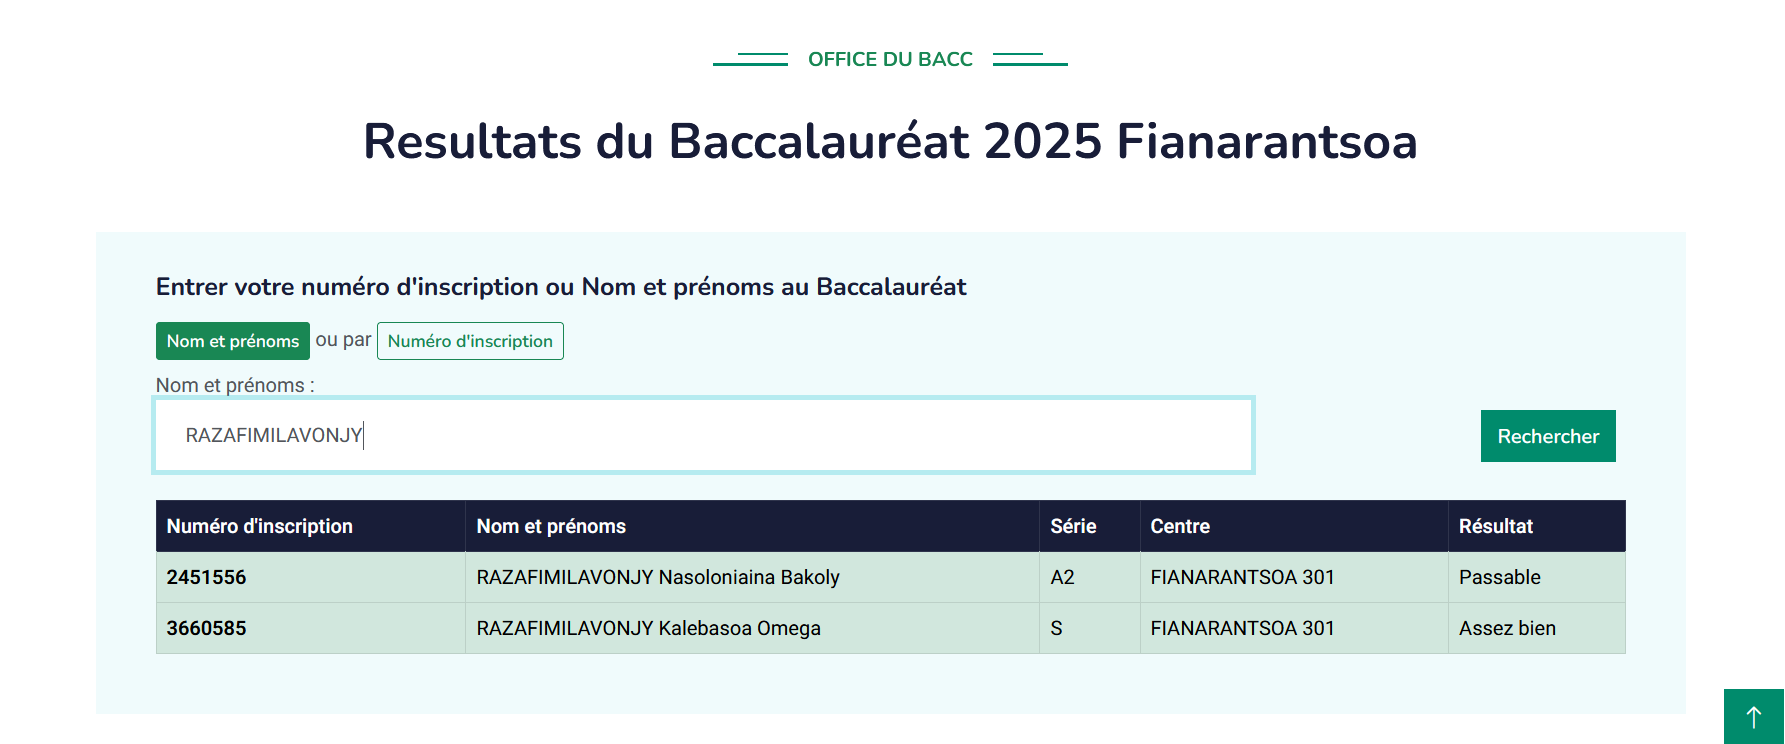 OFFICE DU BACC
Resultats du Baccalauréat 2025 Fianarantsoa
Entrer votre numéro d'inscription ou Nom et prénoms au Baccalauréat
Nom et prénoms ou par Numéro d'inscription
Nom et prénoms :
RAZAFIMILAVONJY
Rechercher
Numéro d'inscription Nom et prénoms Série Centre Résultat
2451556 RAZAFIMILAVONJY Nasoloniaina Bakoly A2 FIANARANTSOA 301 Passable
3660585 RAZAFIMILAVONJY Kalebasoa Omega S FIANARANTSOA 301 Assez bien